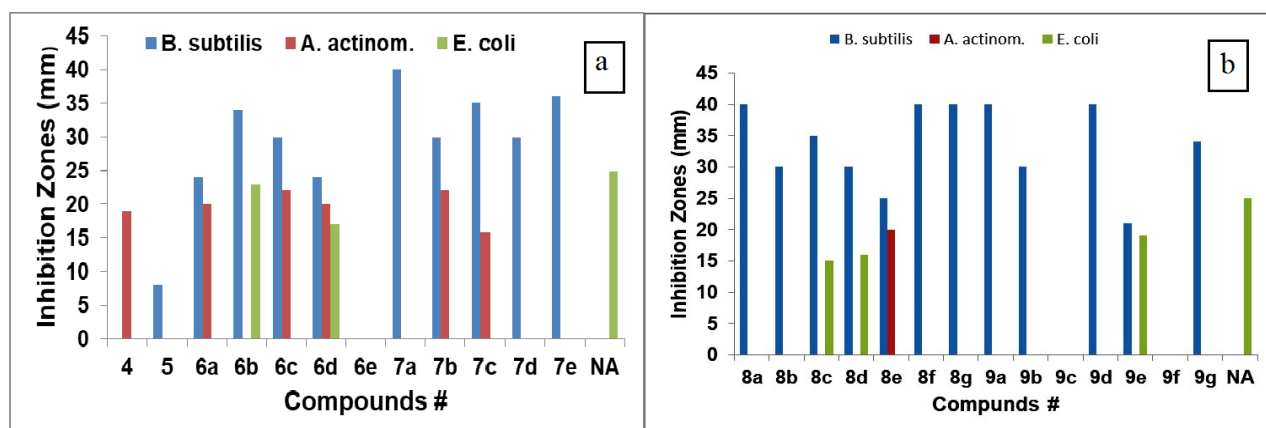 B. subtilis A. actinom. E. coli
a
Inhibition Zones (mm)
45
40
35
30
25
20
15
10
5
0
4 5 6a 6b 6c 6d 6e 7a 7b 7c 7d 7e NA
Compounds #
B. subtilis A. actinom. E. coli
b
Inhibition Zones (mm)
45
40
35
30
25
20
15
10
5
0
8a 8b 8c 8d 8e 8f 8g 9a 9b 9c 9d 9e 9f 9g NA
Compunds #